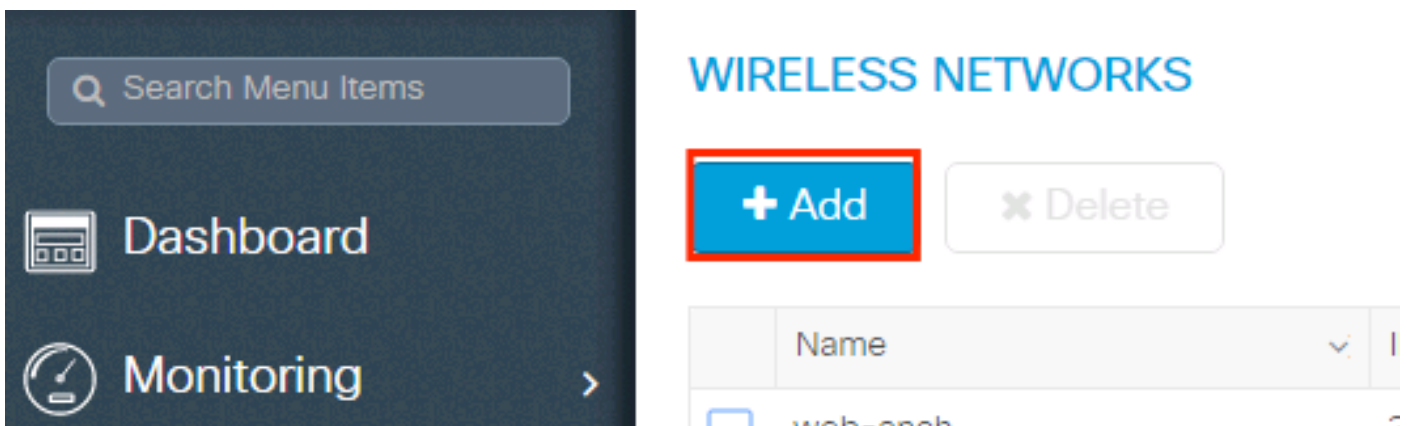 Search Menu Items
Dashboard
Monitoring
WIRELESS NETWORKS
Add
Delete
Name